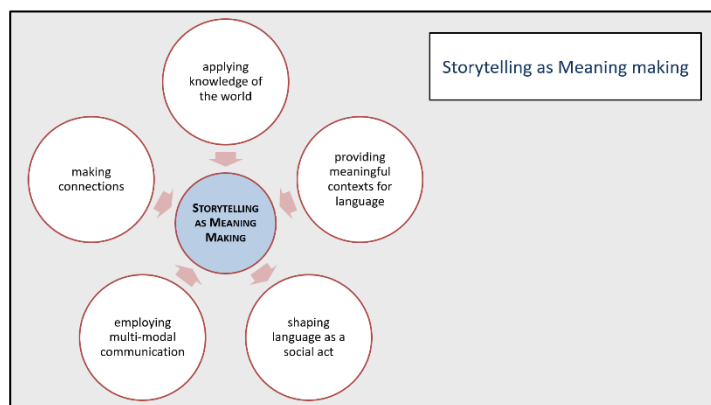 Storytelling as Meaning making
applying
knowledge of
the world
providing
meaningful
contexts for
language
shaping
language as a
social act
employing
multi-modal
communication
making
connections
STORYTELLING
AS MEANING
MAKING